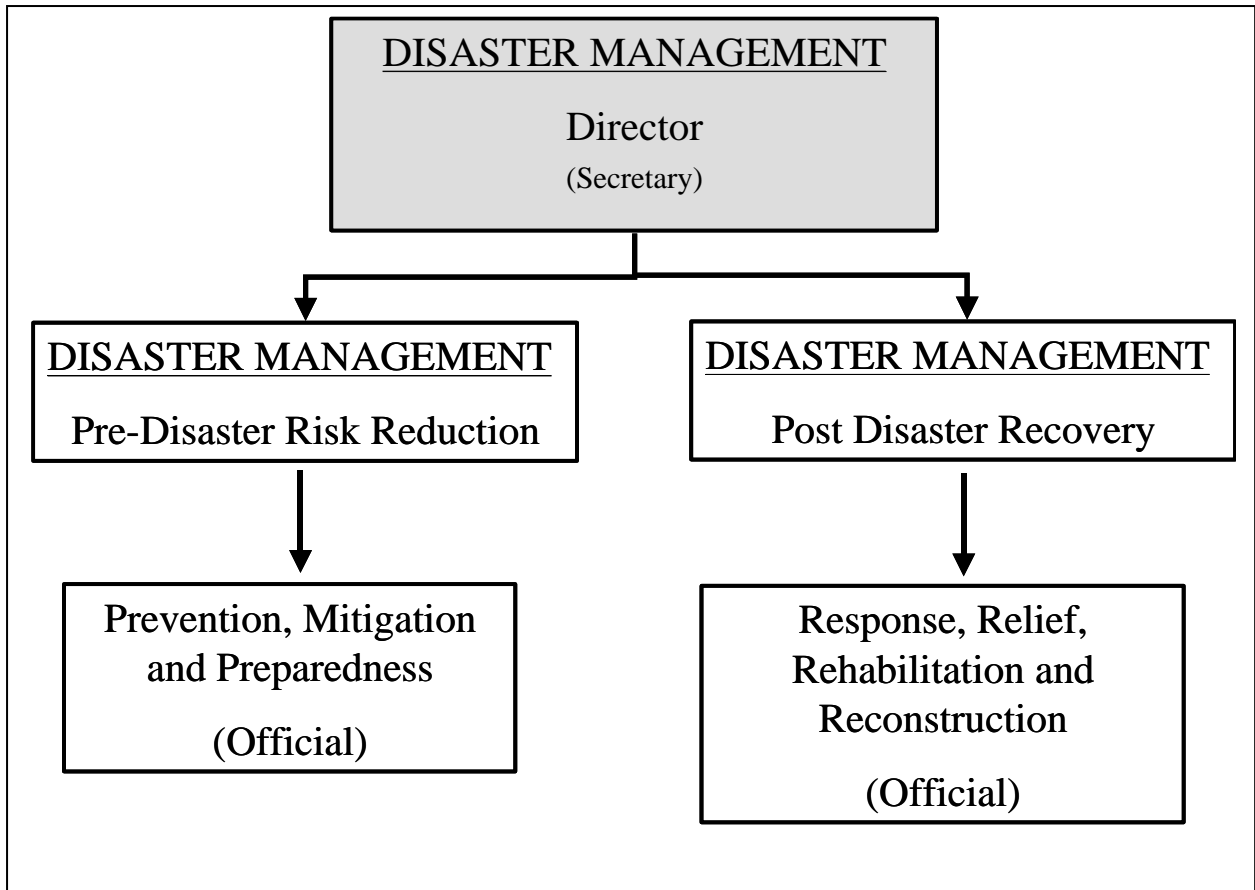 DISASTER MANAGEMENT
Director
(Secretary)
DISASTER MANAGEMENT
Pre-Disaster Risk Reduction
DISASTER MANAGEMENT
Post Disaster Recovery
Prevention, Mitigation
and Preparedness
(Official)
Response, Relief,
Rehabilitation and
Reconstruction
(Official)